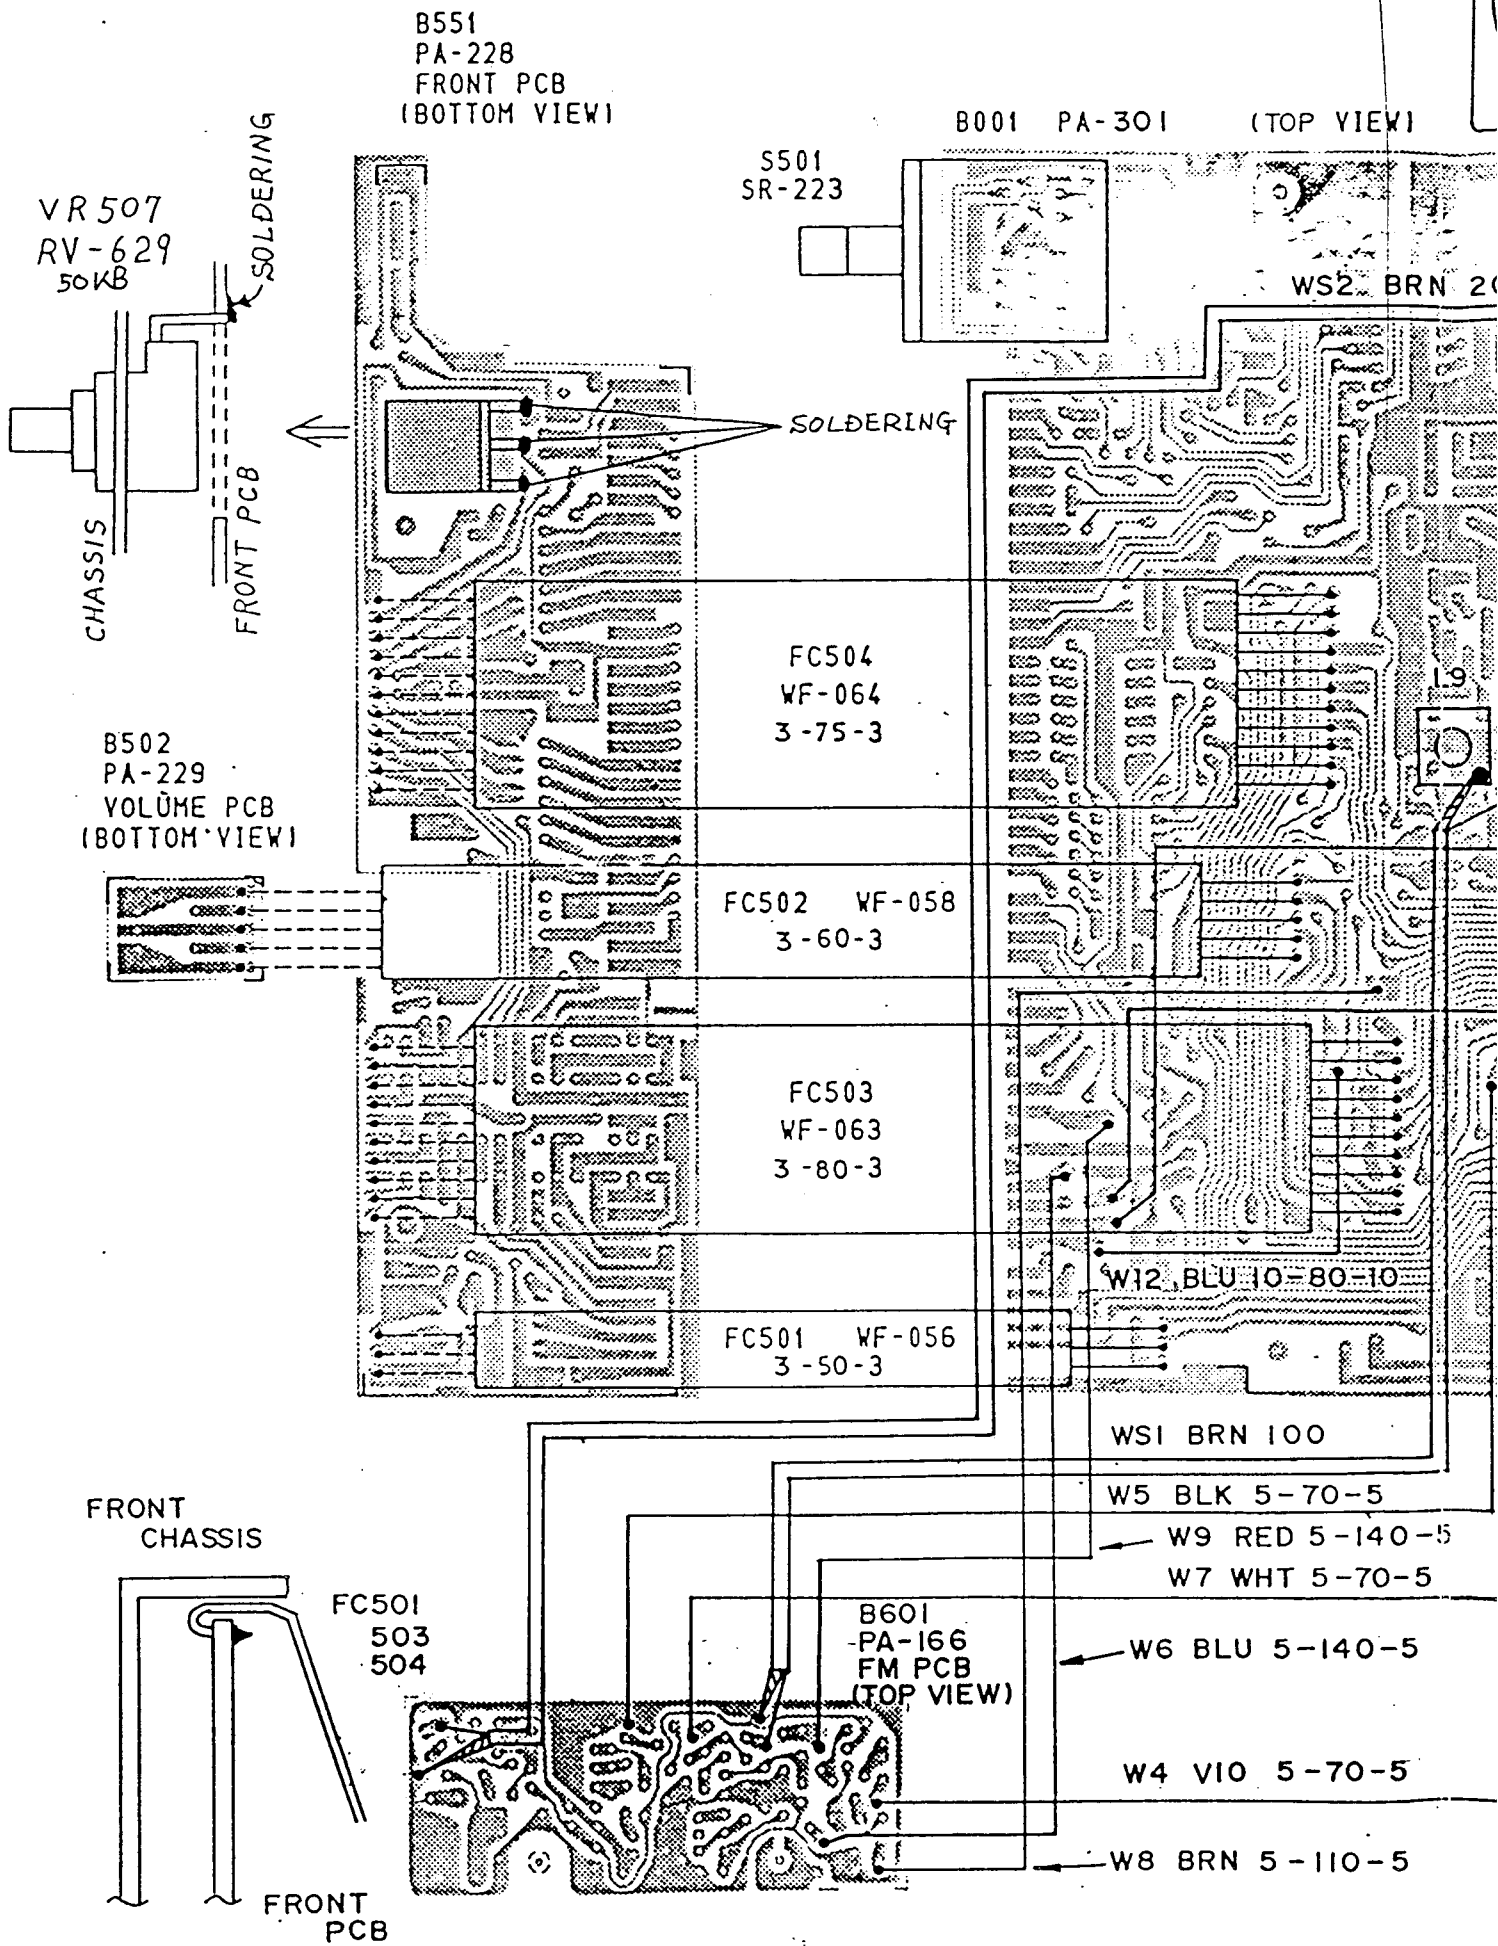 B551
PA-228
FRONT PCB
(BOTTOM VIEW)
B001 PA-301 (TOP VIEW)
S501
SR-223
VR507
RV-629
50KB
SOLDERING
WS2 BRN
SOLDERING
CHASSIS
FRONT PCB
FC504
WF-064
3-75-3
L9
B502
PA-229
VOLUME PCB
(BOTTOM VIEW)
FC502 WF-058
3-60-3
FC503
WF-063
3-80-3
W12 BLU 10-80-10
FC501 WF-056
3-50-3
WS1 BRN 100
W5 BLK 5-70-5
W9 RED 5-140-5
W7 WHT 5-70-5
FRONT
CHASSIS
FC501
503
504
B601
PA-166
FM PCB
(TOP VIEW)
W6 BLU 5-140-5
W4 VIO 5-70-5
W8 BRN 5-110-5
FRONT
PCB